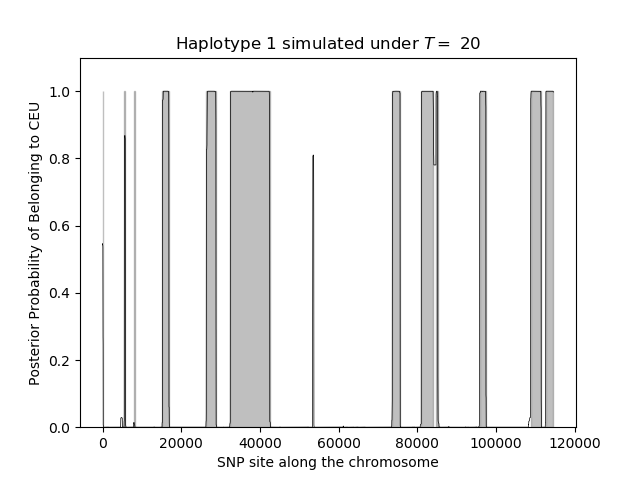 Haplotype 1 simulated under T = 20
Posterior Probability of Belonging to CEU
1.0
0.8
0.6
0.4
0.2
0.0
0 20000 40000 60000 80000 100000 120000
SNP site along the chromosome